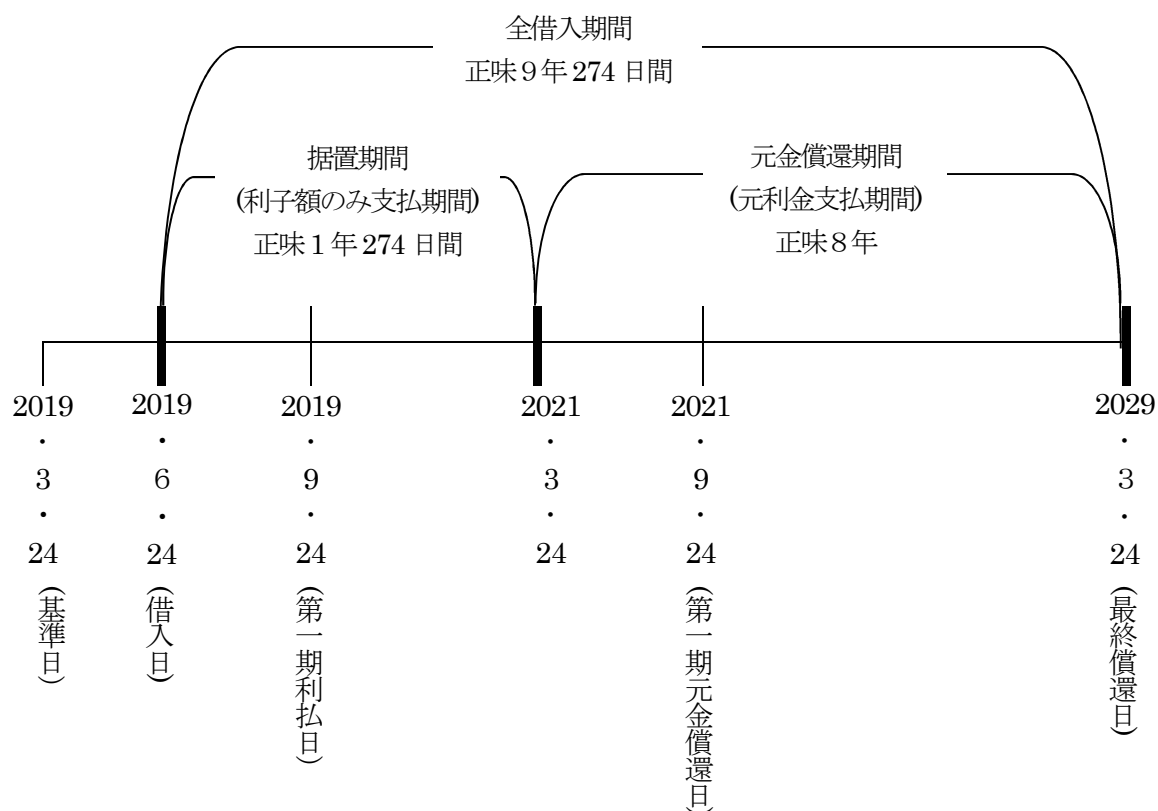 全借入期間
正味９年274日間
据置期間
(利子額のみ支払期間)
正味１年274日間
元金償還期間
(元利金支払期間)
正味８年
2019・3・24（基準日）
2019・６・24（借入日）
2019・9・24（第一期利払日）
2021・3・24
2021・9・24（第一期元金償還日）
2029・３・24（最終償還日）